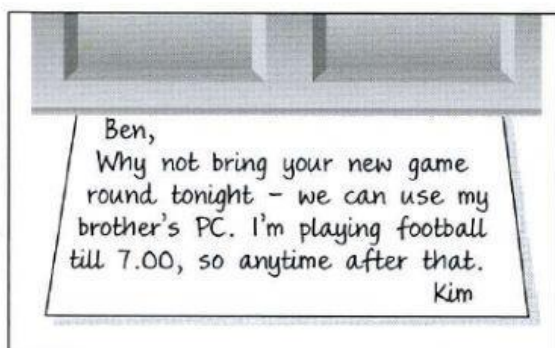 Ben,
Why not bring your new game
round tonight – we can use my
brother's PC. I'm playing football
till 7.00, so anytime after that.
Kim